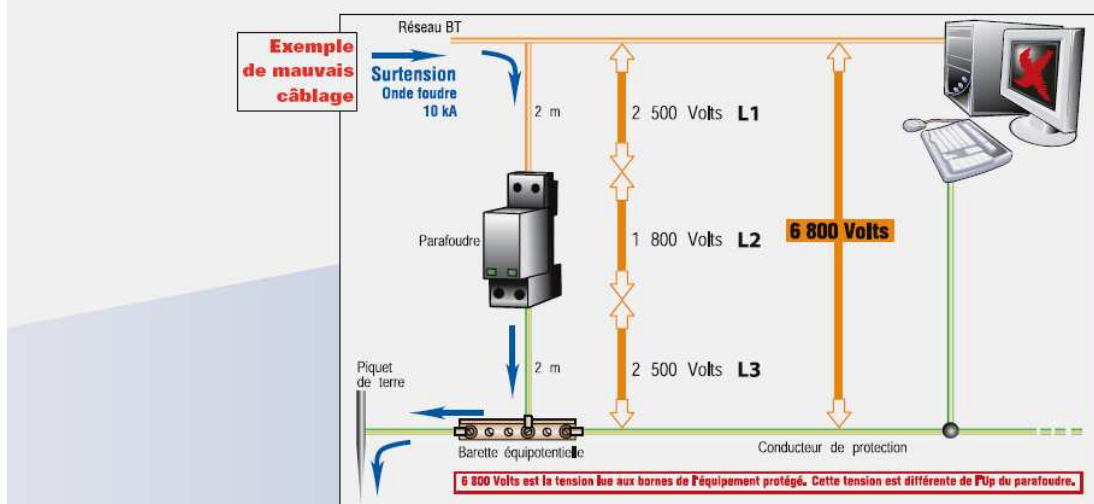 Réseau BT
Exemple
de mauvais
câblage
Surtension
Onde foudre
10 kA
2 m
2 500 Volts L1
Parafoudre
1 800 Volts L2
6 800 Volts
2 m
2 500 Volts L3
Piquet
de terre
Barette équipotentielle
Conducteur de protection
6 800 Volts est la tension lue aux bornes de l'équipement protégé. Cette tension est différente de l'Up du parafoudre.